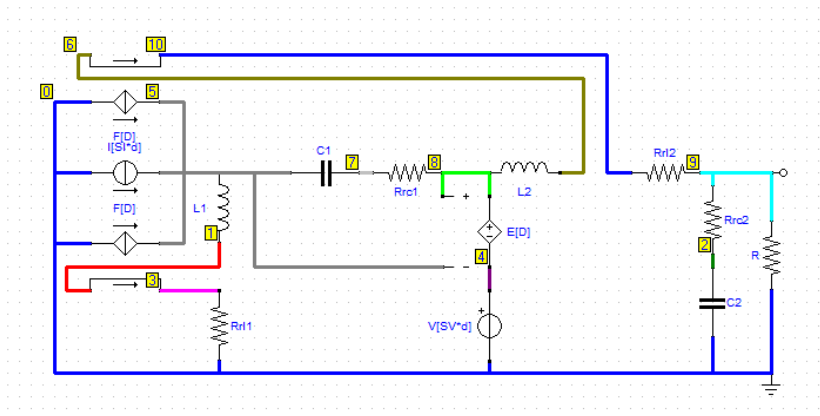 6 10
0 5
F[D]
I[SI*d]
C1 7 8 Rrl2 9
Rrc1 L2
F[D] L1
Rrc2
1 + E[D] 2
4 R
3 -
C2
Rrl1 V[SV*d] +